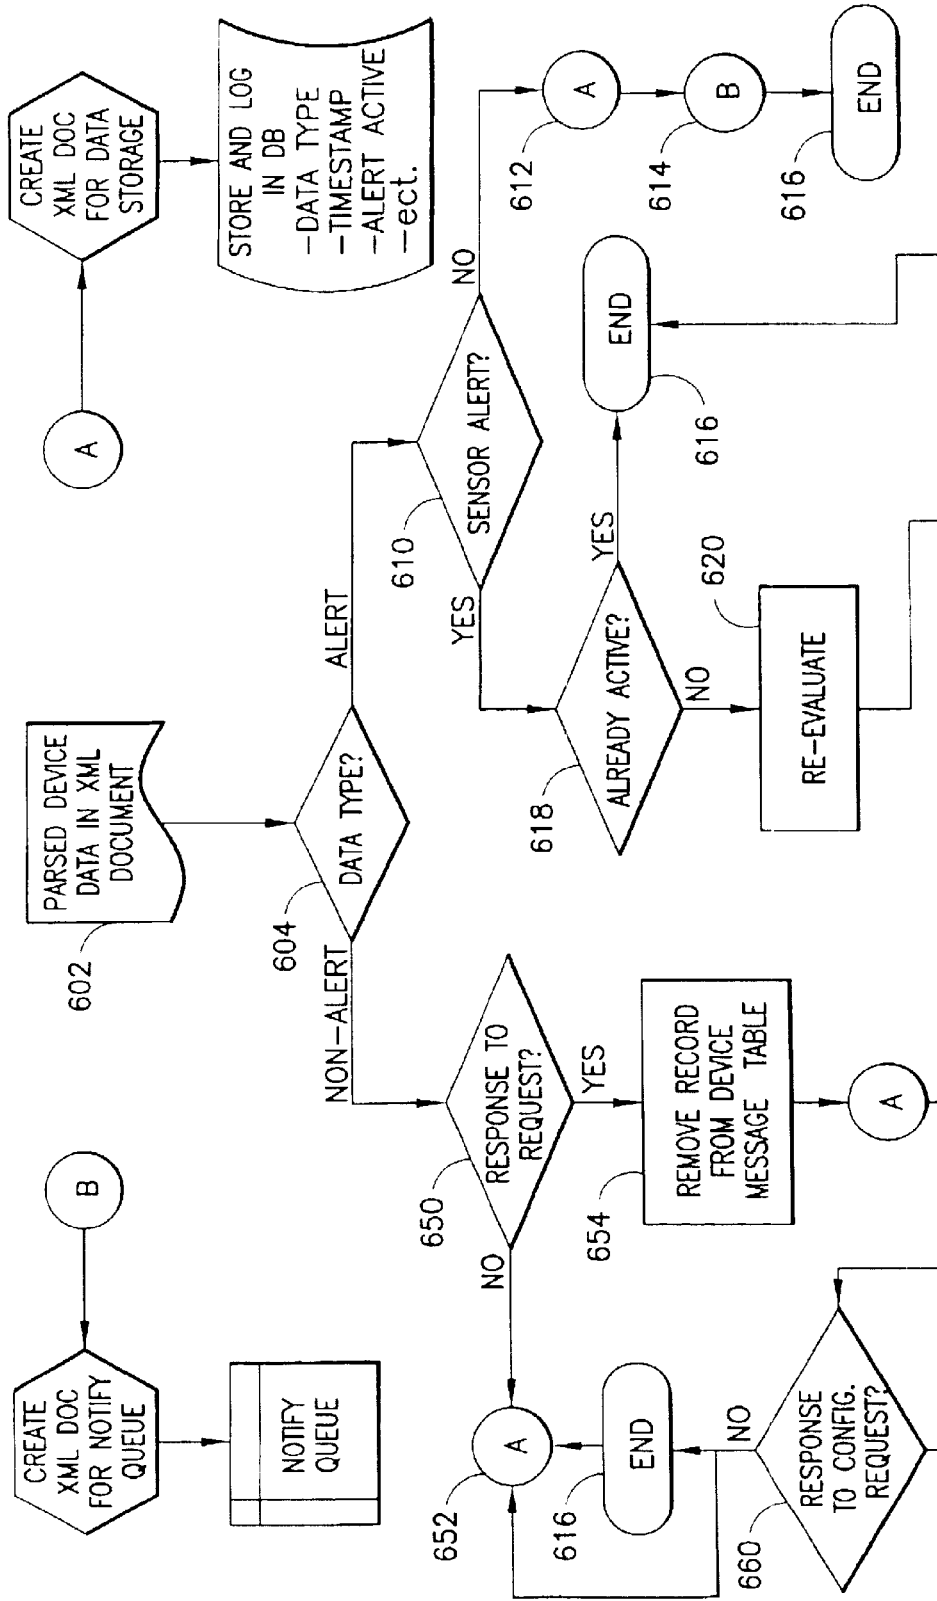 CREATE
XML DOC
FOR NOTIFY
QUEUE
B
NOTIFY
QUEUE
PARSED DEVICE
DATA IN XML
DOCUMENT
602
A
CREATE
XML DOC
FOR DATA
STORAGE
STORE AND LOG
IN DB
-DATA TYPE
-TIMESTAMP
-ALERT ACTIVE
-ect.
DATA TYPE?
604
NON-ALERT
ALERT
RESPONSE TO
REQUEST?
650
NO
YES
A
652
END
616
REMOVE RECORD
FROM DEVICE
MESSAGE TABLE
654
A
RESPONSE
TO CONFIG.
REQUEST?
660
NO
SENSOR ALERT?
610
YES
NO
ALREADY ACTIVE?
618
YES
NO
END
616
RE-EVALUATE
620
A
612
B
614
END
616